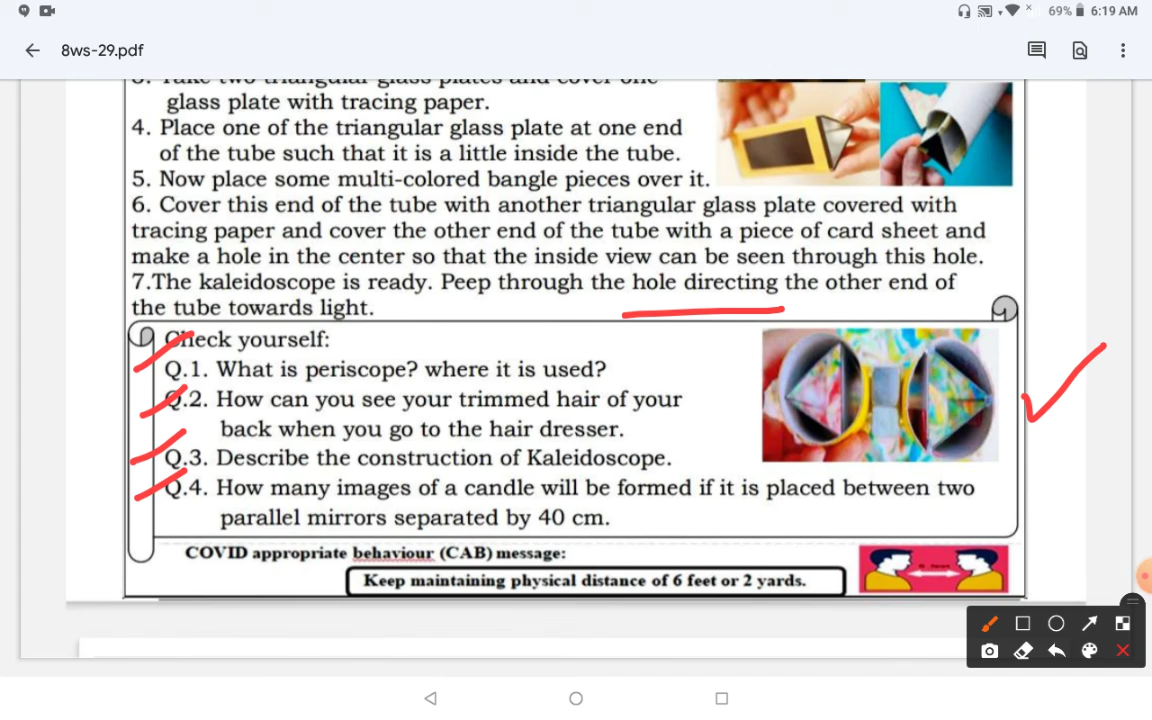 69% 6:19 AM
8ws-29.pdf
3. Take two triangular glass plates and cover one
glass plate with tracing paper.
4. Place one of the triangular glass plate at one end
of the tube such that it is a little inside the tube.
5. Now place some multi-colored bangle pieces over it.
6. Cover this end of the tube with another triangular glass plate covered with
tracing paper and cover the other end of the tube with a piece of card sheet and
make a hole in the center so that the inside view can be seen through this hole.
7.The kaleidoscope is ready. Peep through the hole directing the other end of
the tube towards light.
Check yourself:
Q.1. What is periscope? where it is used?
Q.2. How can you see your trimmed hair of your
back when you go to the hair dresser.
Q.3. Describe the construction of Kaleidoscope.
Q.4. How many images of a candle will be formed if it is placed between two
parallel mirrors separated by 40 cm.
COVID appropriate behaviour (CAB) message:
Keep maintaining physical distance of 6 feet or 2 yards.